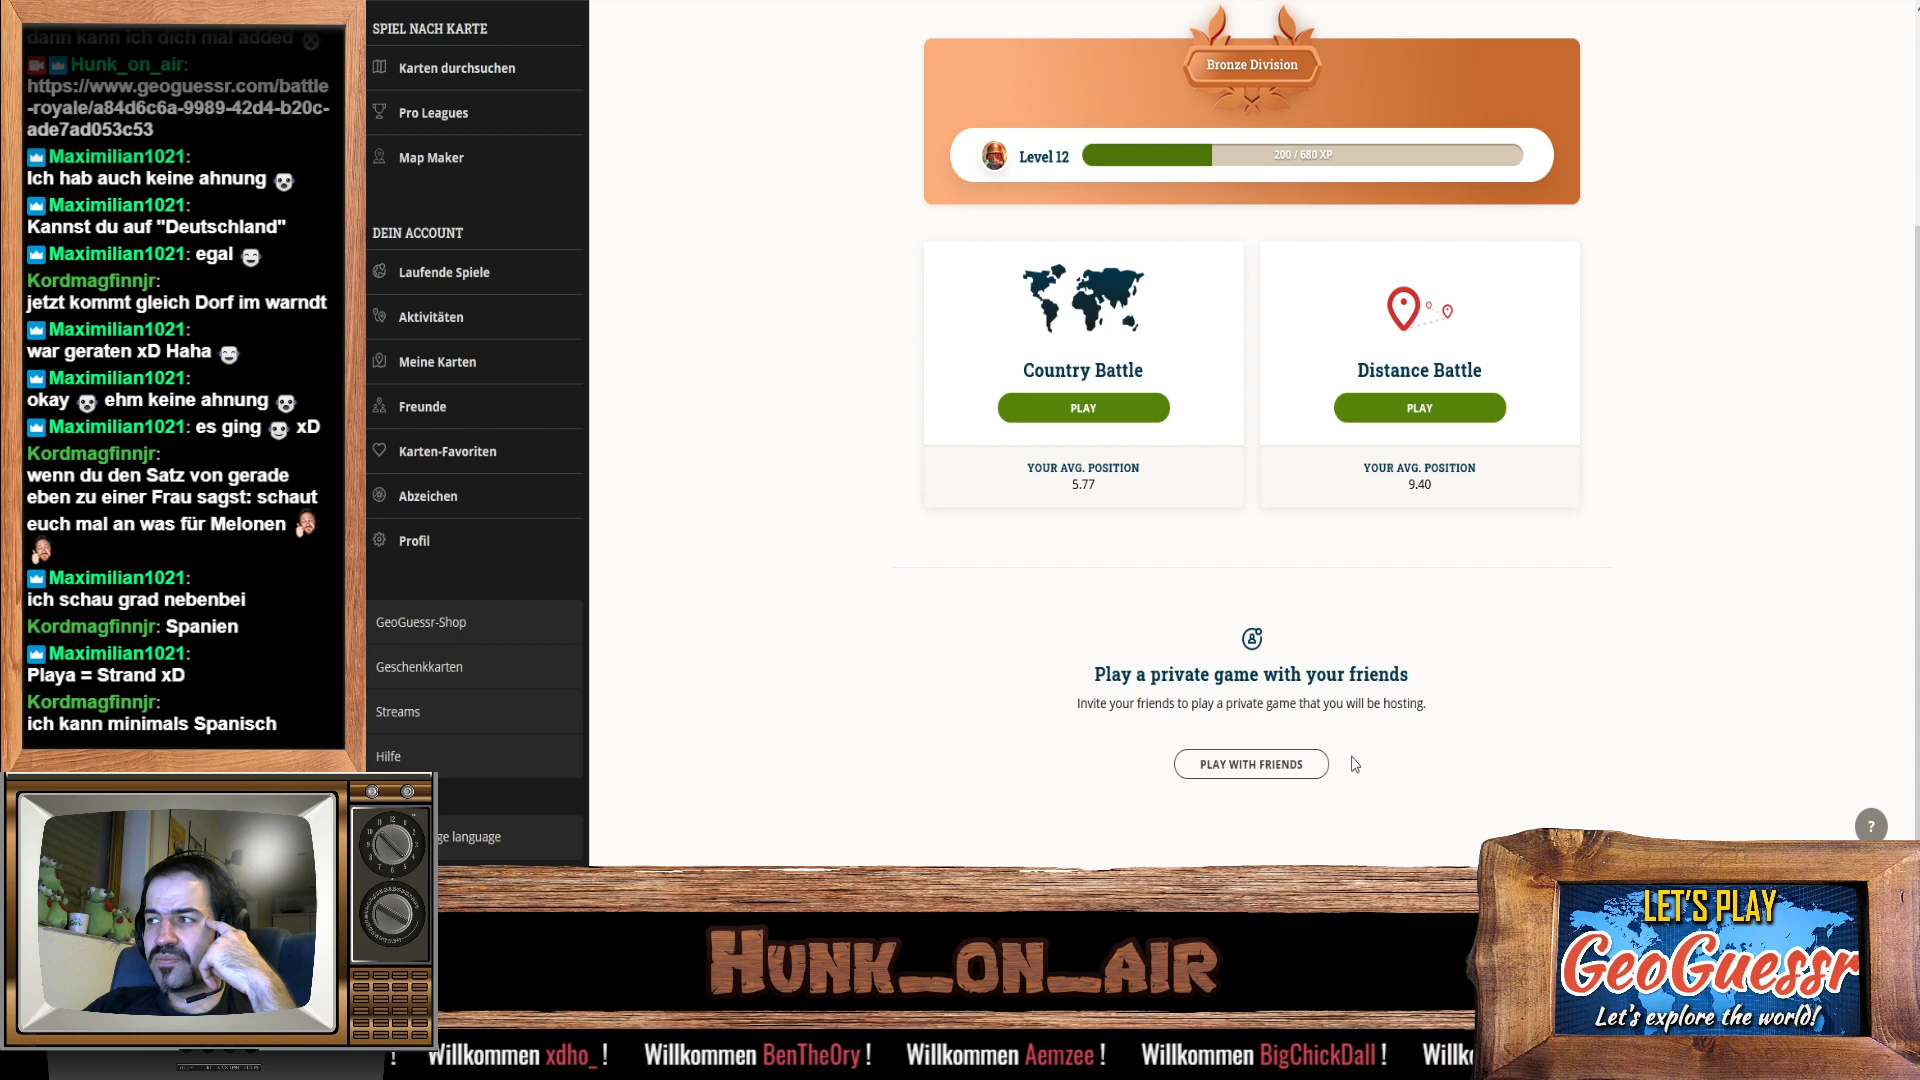 dann kann ich dich mal added
Hunk_on_air:
https://www.geoguessr.com/battle
-royale/a84d6c6a-9989-42d4-b20c-
ade7ad053c53
Maximilian1021:
Ich hab auch keine ahnung
Maximilian1021:
Kannst du auf "Deutschland"
Maximilian1021: egal
Kordmagfinnjr:
jetzt kommt gleich Dorf im warndt
Maximilian1021:
war geraten xD Haha
Maximilian1021:
okay ehm keine ahnung
Maximilian1021: es ging xD
Kordmagfinnjr:
wenn du den Satz von gerade
eben zu einer Frau sagst: schaut
euch mal an was für Melonen
Maximilian1021:
ich schau grad nebenbei
Kordmagfinnjr: Spanien
Maximilian1021:
Playa = Strand xD
Kordmagfinnjr:
ich kann minimals Spanisch
SPIEL NACH KARTE
Karten durchsuchen
Pro Leagues
Map Maker
DEIN ACCOUNT
Laufende Spiele
Aktivitäten
Meine Karten
Freunde
Karten-Favoriten
Abzeichen
Profil
GeoGuessr-Shop
Geschenkkarten
Streams
Hilfe
ge language
Bronze Division
Level 12
200 / 680 XP
Country Battle
PLAY
YOUR AVG. POSITION
5.77
Distance Battle
PLAY
YOUR AVG. POSITION
9.40
Play a private game with your friends
Invite your friends to play a private game that you will be hosting.
PLAY WITH FRIENDS
?
HUNK_ON_AIR
LET'S PLAY
GeoGuessr
Let's explore the world!
! Willkommen xdho_ ! Willkommen BenTheOry ! Willkommen Aemzee ! Willkommen BigChickDall ! Willk